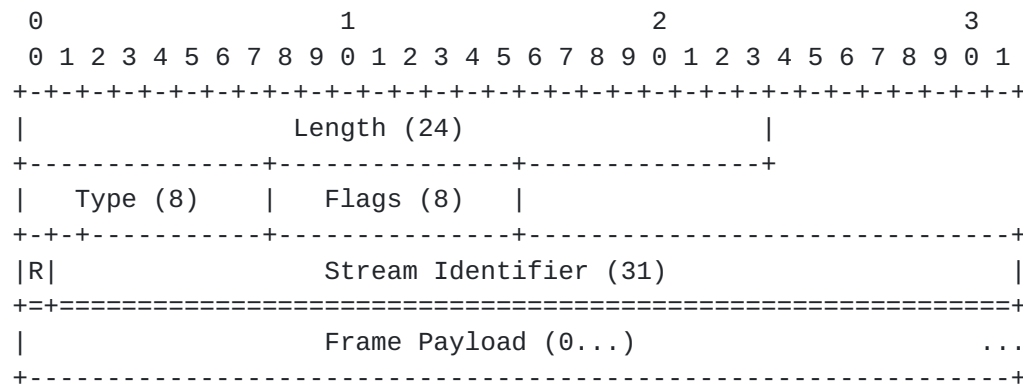 0                   1                   2                   3
 0 1 2 3 4 5 6 7 8 9 0 1 2 3 4 5 6 7 8 9 0 1 2 3 4 5 6 7 8 9 0 1
+-+-+-+-+-+-+-+-+-+-+-+-+-+-+-+-+-+-+-+-+-+-+-+-+-+-+-+-+-+-+-+-+
|                 Length (24)                   |
+---------------+---------------+---------------+
|   Type (8)    |   Flags (8)   |
+-+-+-----------+---------------+-------------------------------+
|R|                 Stream Identifier (31)                      |
+=+=============================================================+
|                   Frame Payload (0...)                      ...
+---------------------------------------------------------------+